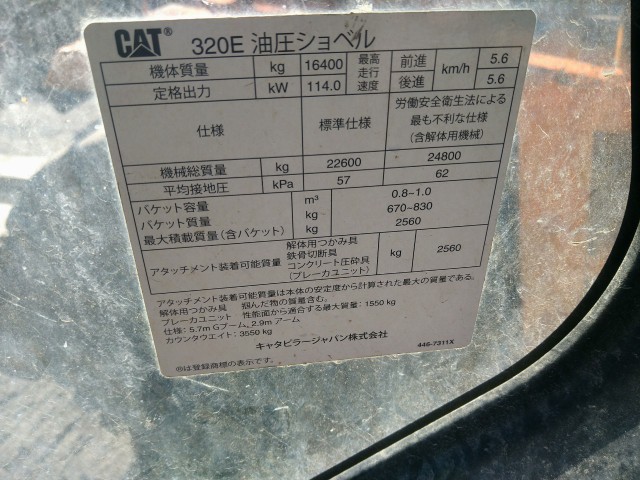 CAT® 320E 油圧ショベル
機体質量 kg 16400 最高走行速度 前進 km/h 5.6
定格出力 kW 114.0 後進 5.6
仕様 標準仕様 労働安全衛生法による最も不利な仕様(含解体用機械)
機械総質量 kg 22600 24800
平均接地圧 kPa 57 62
バケット容量 m³ 0.8-1.0
バケット質量 kg 670-830
最大積載質量(含バケット) kg 2560
アタッチメント装着可能質量 解体用つかみ具 鉄骨切断具 コンクリート圧砕具 (ブレーカユニット) kg 2560
アタッチメント装着可能質量は本体の安定度から計算された最大の質量である。
解体用つかみ具 掴んだ物の質量含む。
ブレーカユニット 性能面から適合する最大質量:1550 kg
仕様:5.7m Gブーム、2.9m アーム
カウンタウエイト:3550 kg
キャタピラージャパン株式会社
®は登録商標の表示です。 446-7311X